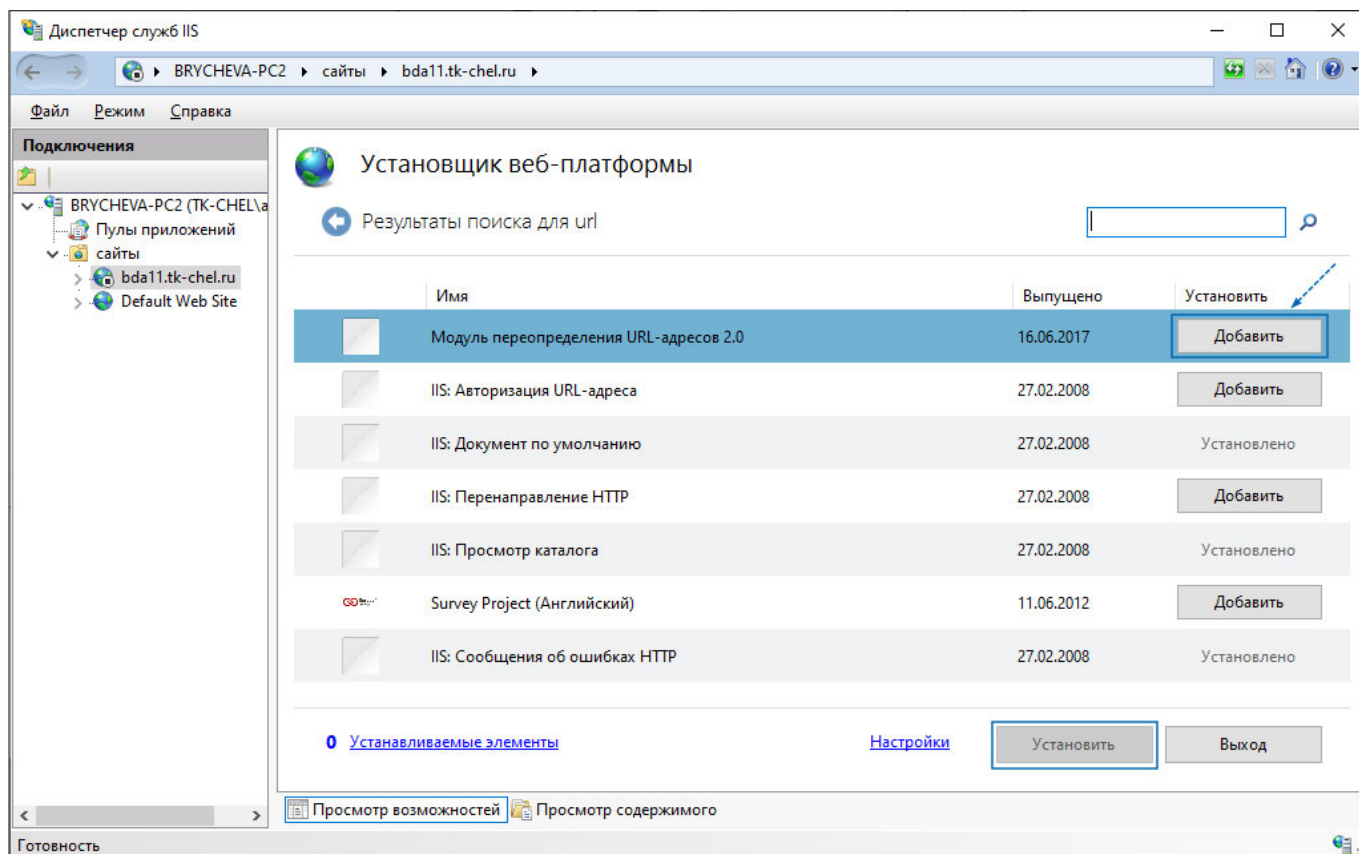 Диспетчер служб IIS
BRYCHEVA-PC2 сайты bda11.tk-chel.ru
Файл Режим Справка
Подключения
BRYCHEVA-PC2 (TK-CHEL\a
Пулы приложений
сайты
bda11.tk-chel.ru
Default Web Site
Установщик веб-платформы
Результаты поиска для url
Имя Выпущено Установить
Модуль переопределения URL-адресов 2.0 16.06.2017 Добавить
IIS: Авторизация URL-адреса 27.02.2008 Добавить
IIS: Документ по умолчанию 27.02.2008 Установлено
IIS: Перенаправление HTTP 27.02.2008 Добавить
IIS: Просмотр каталога 27.02.2008 Установлено
Survey Project (Английский) 11.06.2012 Добавить
IIS: Сообщения об ошибках HTTP 27.02.2008 Установлено
0 Устанавливаемые элементы Настройки Установить Выход
Просмотр возможностей Просмотр содержимого
Готовность